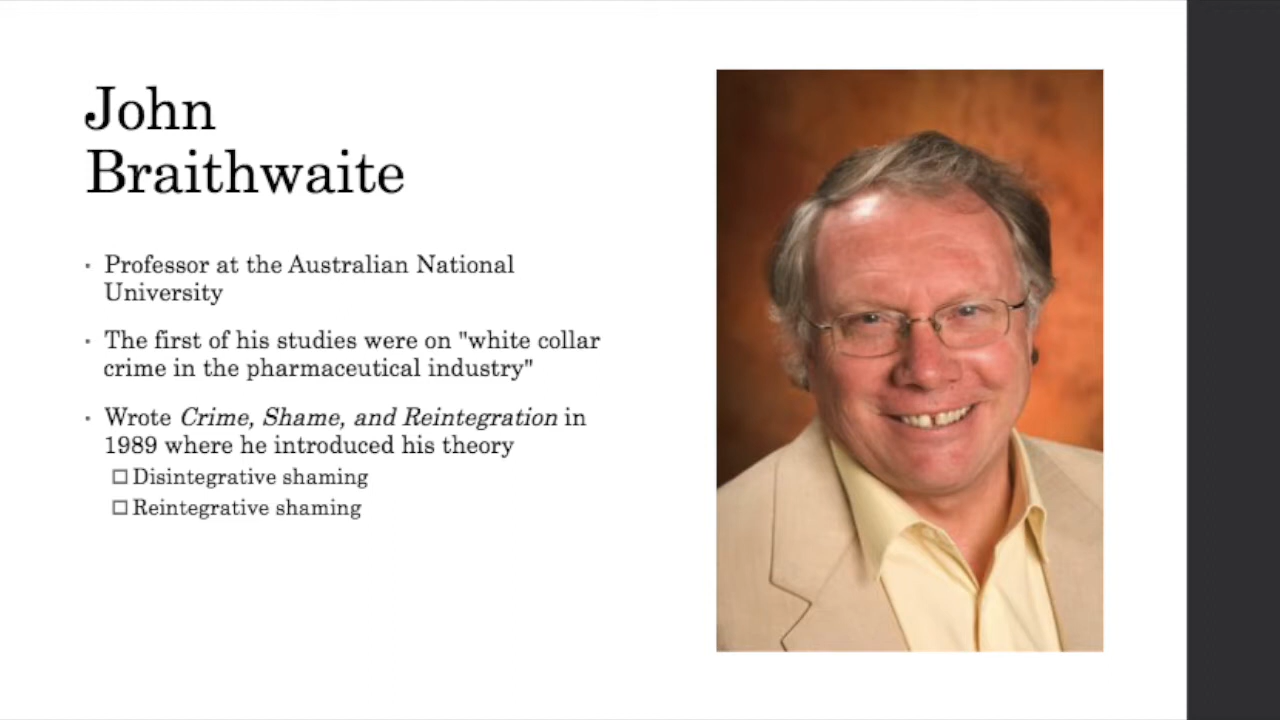 John
Braithwaite
▪ Professor at the Australian National
University
▪ The first of his studies were on "white collar
crime in the pharmaceutical industry"
▪ Wrote Crime, Shame, and Reintegration in
1989 where he introduced his theory
☐ Disintegrative shaming
☐ Reintegrative shaming